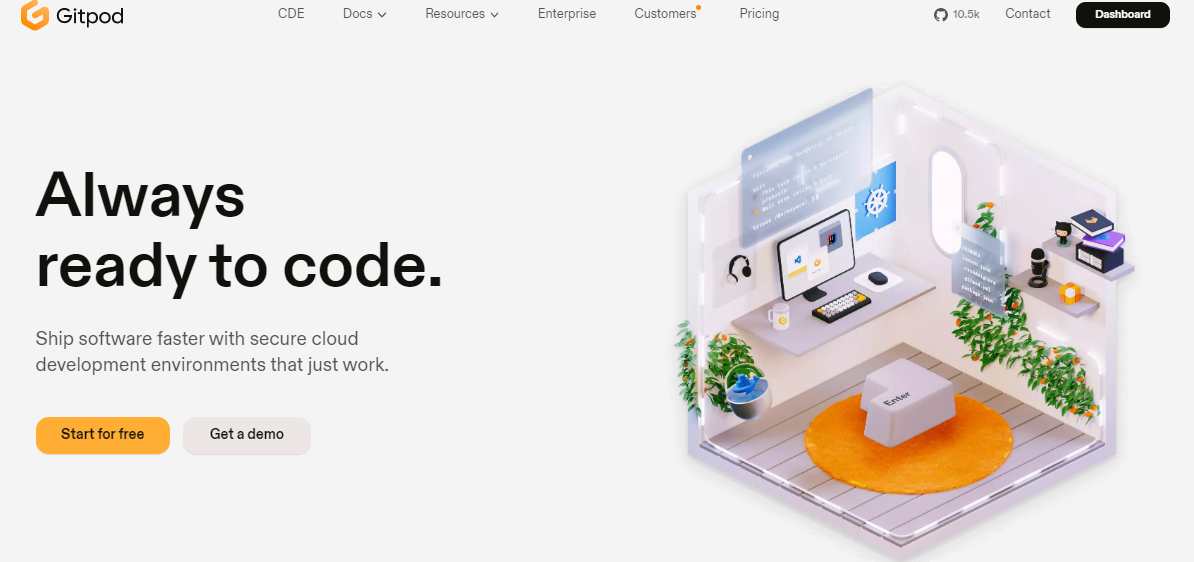 Gitpod
CDE
Docs
Resources
Enterprise
Customers
Pricing
10.5k
Contact
Dashboard
Always
ready to code.
Ship software faster with secure cloud
development environments that just work.
Start for free
Get a demo
Enter